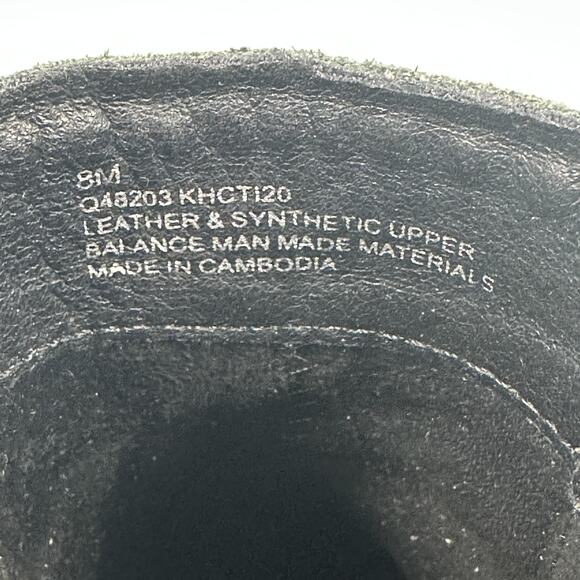 8M
Q48203 KHCTI20
LEATHER & SYNTHETIC UPPER
BALANCE MAN MADE MATERIALS
MADE IN CAMBODIA